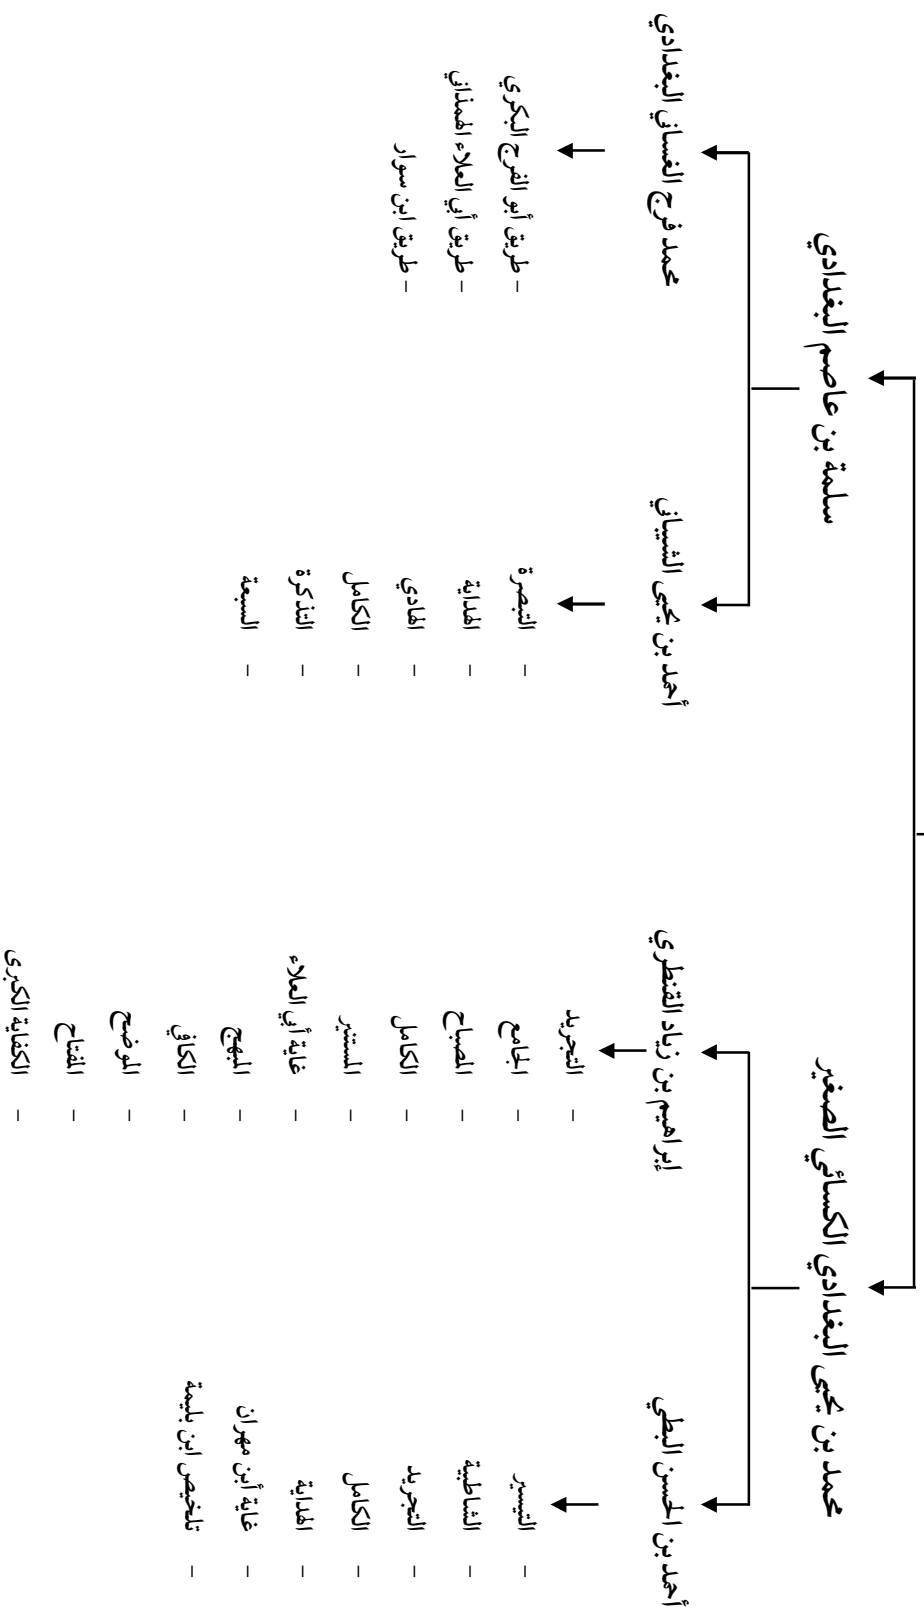 محمد بن يحيى البغدادي الكسائي الصغير
سلمة بن عاصم البغدادي
أحمد بن الحسن البطي
إبراهيم بن زياد القنطري
أحمد بن يحيى الشيباني
محمد فرج الغساني البغدادي
- التيسير
- الشاطبية
- التجريد
- الكامل
- الهداية
- غاية أبن مهران
- تلخيص ابن بليمة
- التجريد
- الجامع
- المصباح
- الكامل
- المستنير
- غاية أبي العلاء
- المبهج
- الكافي
- الموضح
- المفتاح
- الكفاية الكبرى
- التبصرة
- الهداية
- الهادي
- الكامل
- التذكرة
- السبعة
- طريق أبو الفرج البكري
- طريق أبي العلاء الهمذاني
- طريق ابن سوار